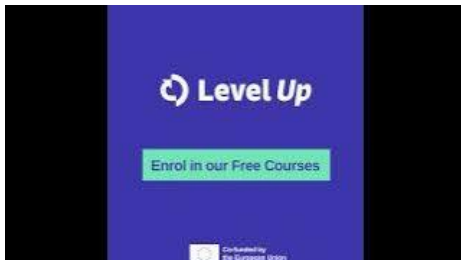 Level Up
Enrol in our Free Courses
Co-funded by
the European Union